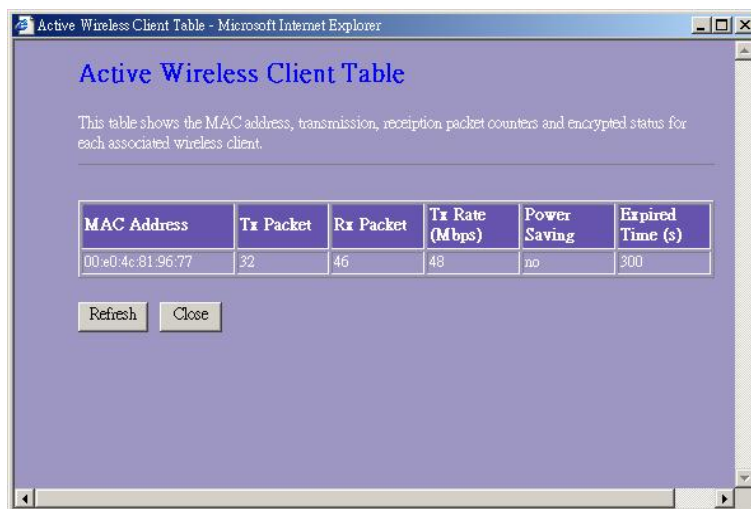 Active Wireless Client Table - Microsoft Internet Explorer
Active Wireless Client Table
This table shows the MAC address, transmission, receiption packet counters and encrypted status for
each associated wireless client.
MAC Address Tx Packet Rx Packet Tx Rate (Mbps) Power Saving Expired Time (s)
00:e0:4c:81:96:77 32 46 48 no 300
Refresh Close